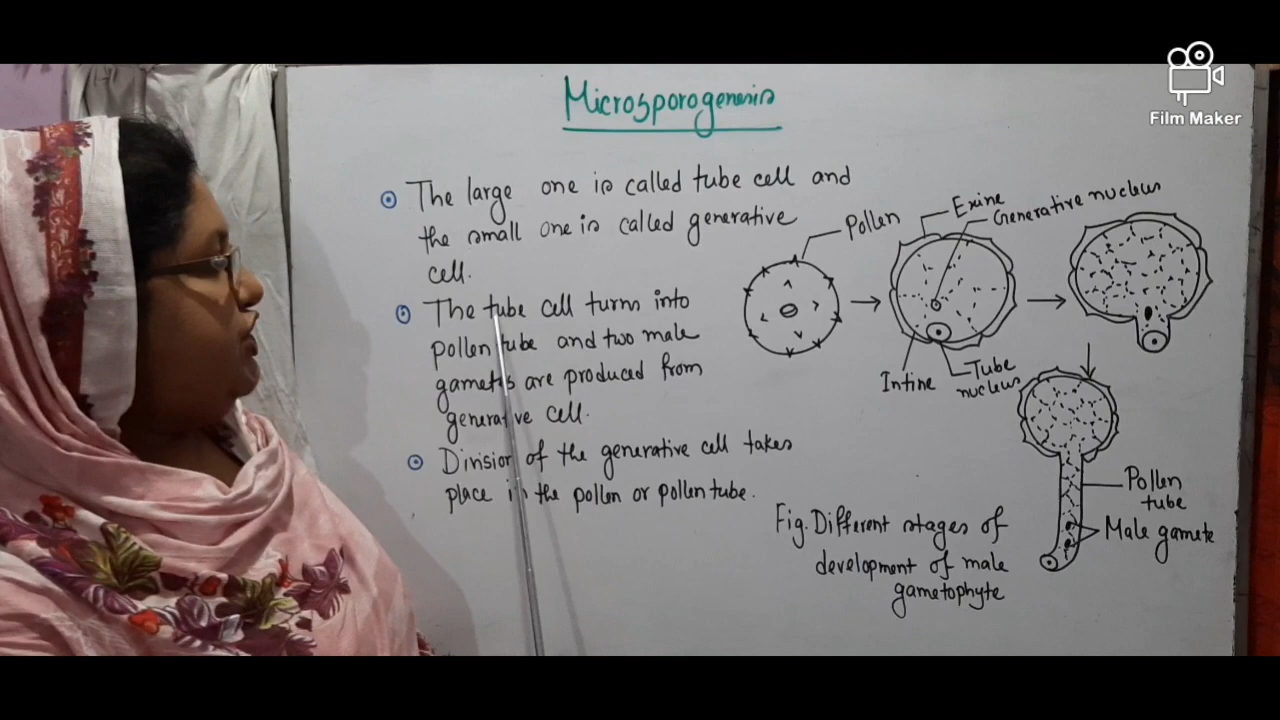 Microsporogenesis
Film Maker
The large one is called tube cell and
the small one is called generative
cell.
The tube cell turns into
pollen tube and two male
gametes are produced from
generative cell.
Division of the generative cell takes
place in the pollen or pollen tube.
Pollen
Exine
Generative nucleus
Intine
Tube
nucleus
Pollen
tube
Male gamete
Fig. Different stages of
development of male
gametophyte